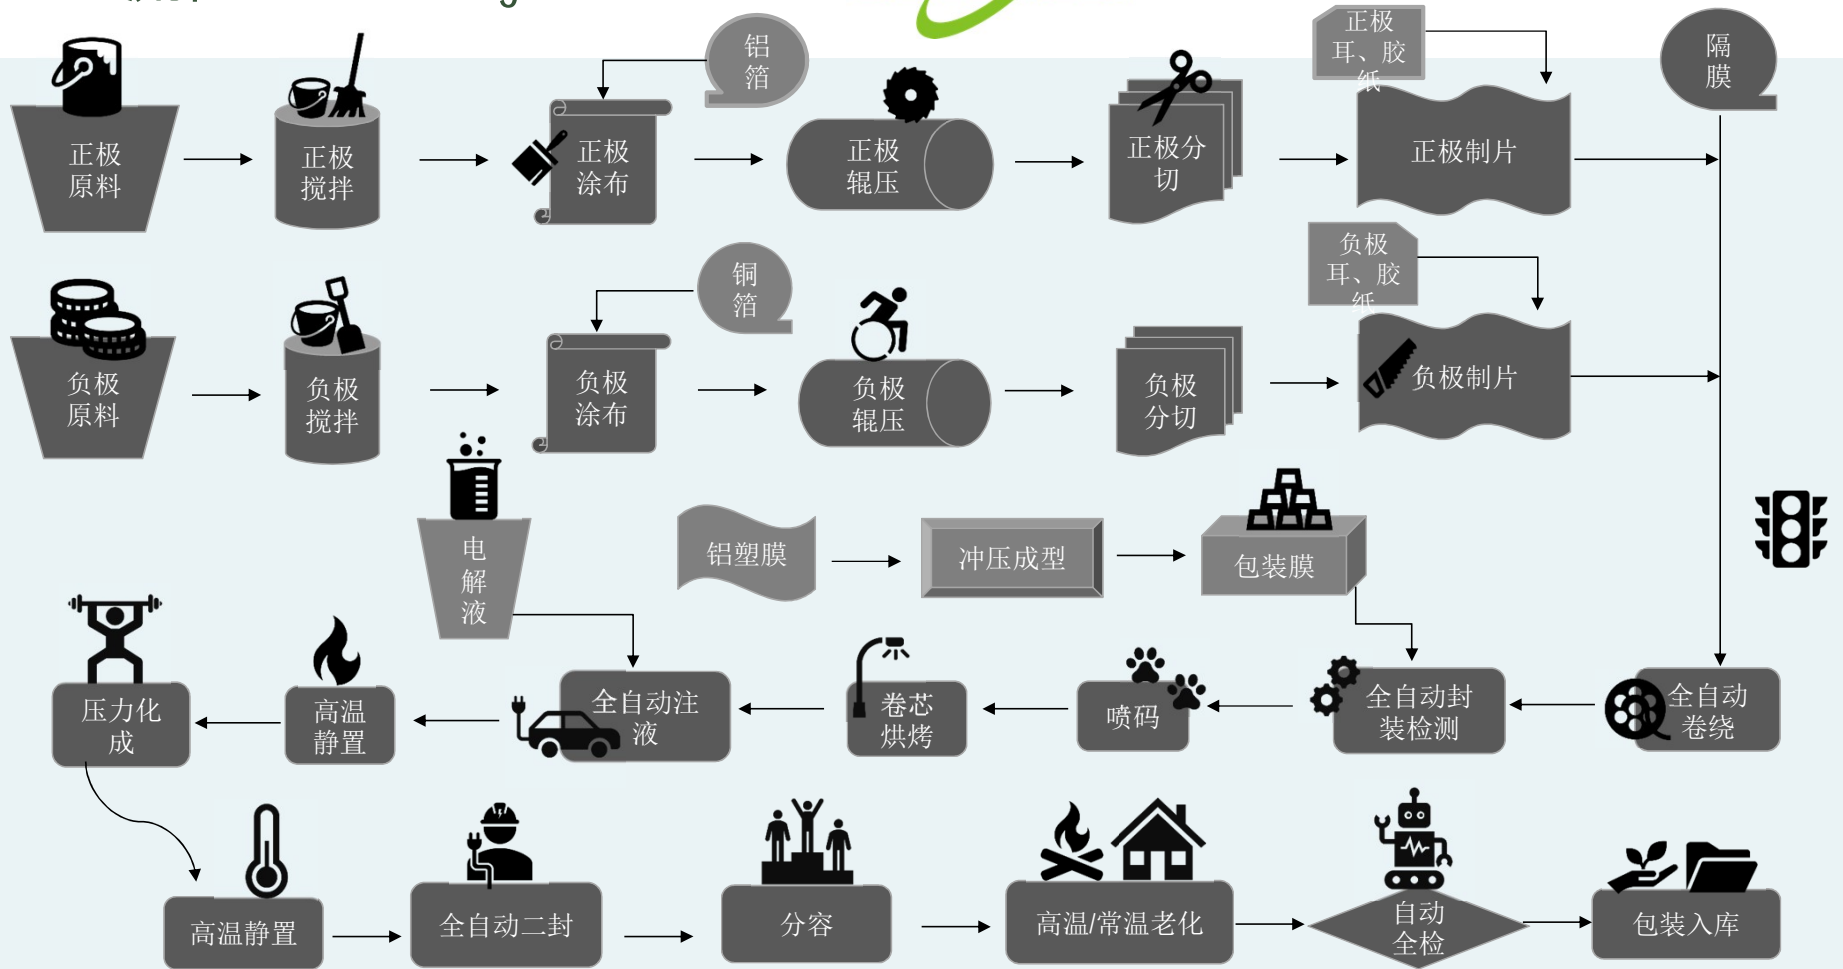 铝
箔
正极
耳、胶
纸
隔
膜
正极
原料
正极
搅拌
正极
涂布
正极
辊压
正极分
切
正极制片
铜
箔
负极
耳、胶
纸
负极
原料
负极
搅拌
负极
涂布
负极
辊压
负极
分切
负极制片
电
解
液
铝塑膜
冲压成型
包装膜
压力化
成
高温
静置
全自动注
液
卷芯
烘烤
喷码
全自动封
装检测
全自动
卷绕
高温静置
全自动二封
分容
高温/常温老化
自动
全检
包装入库